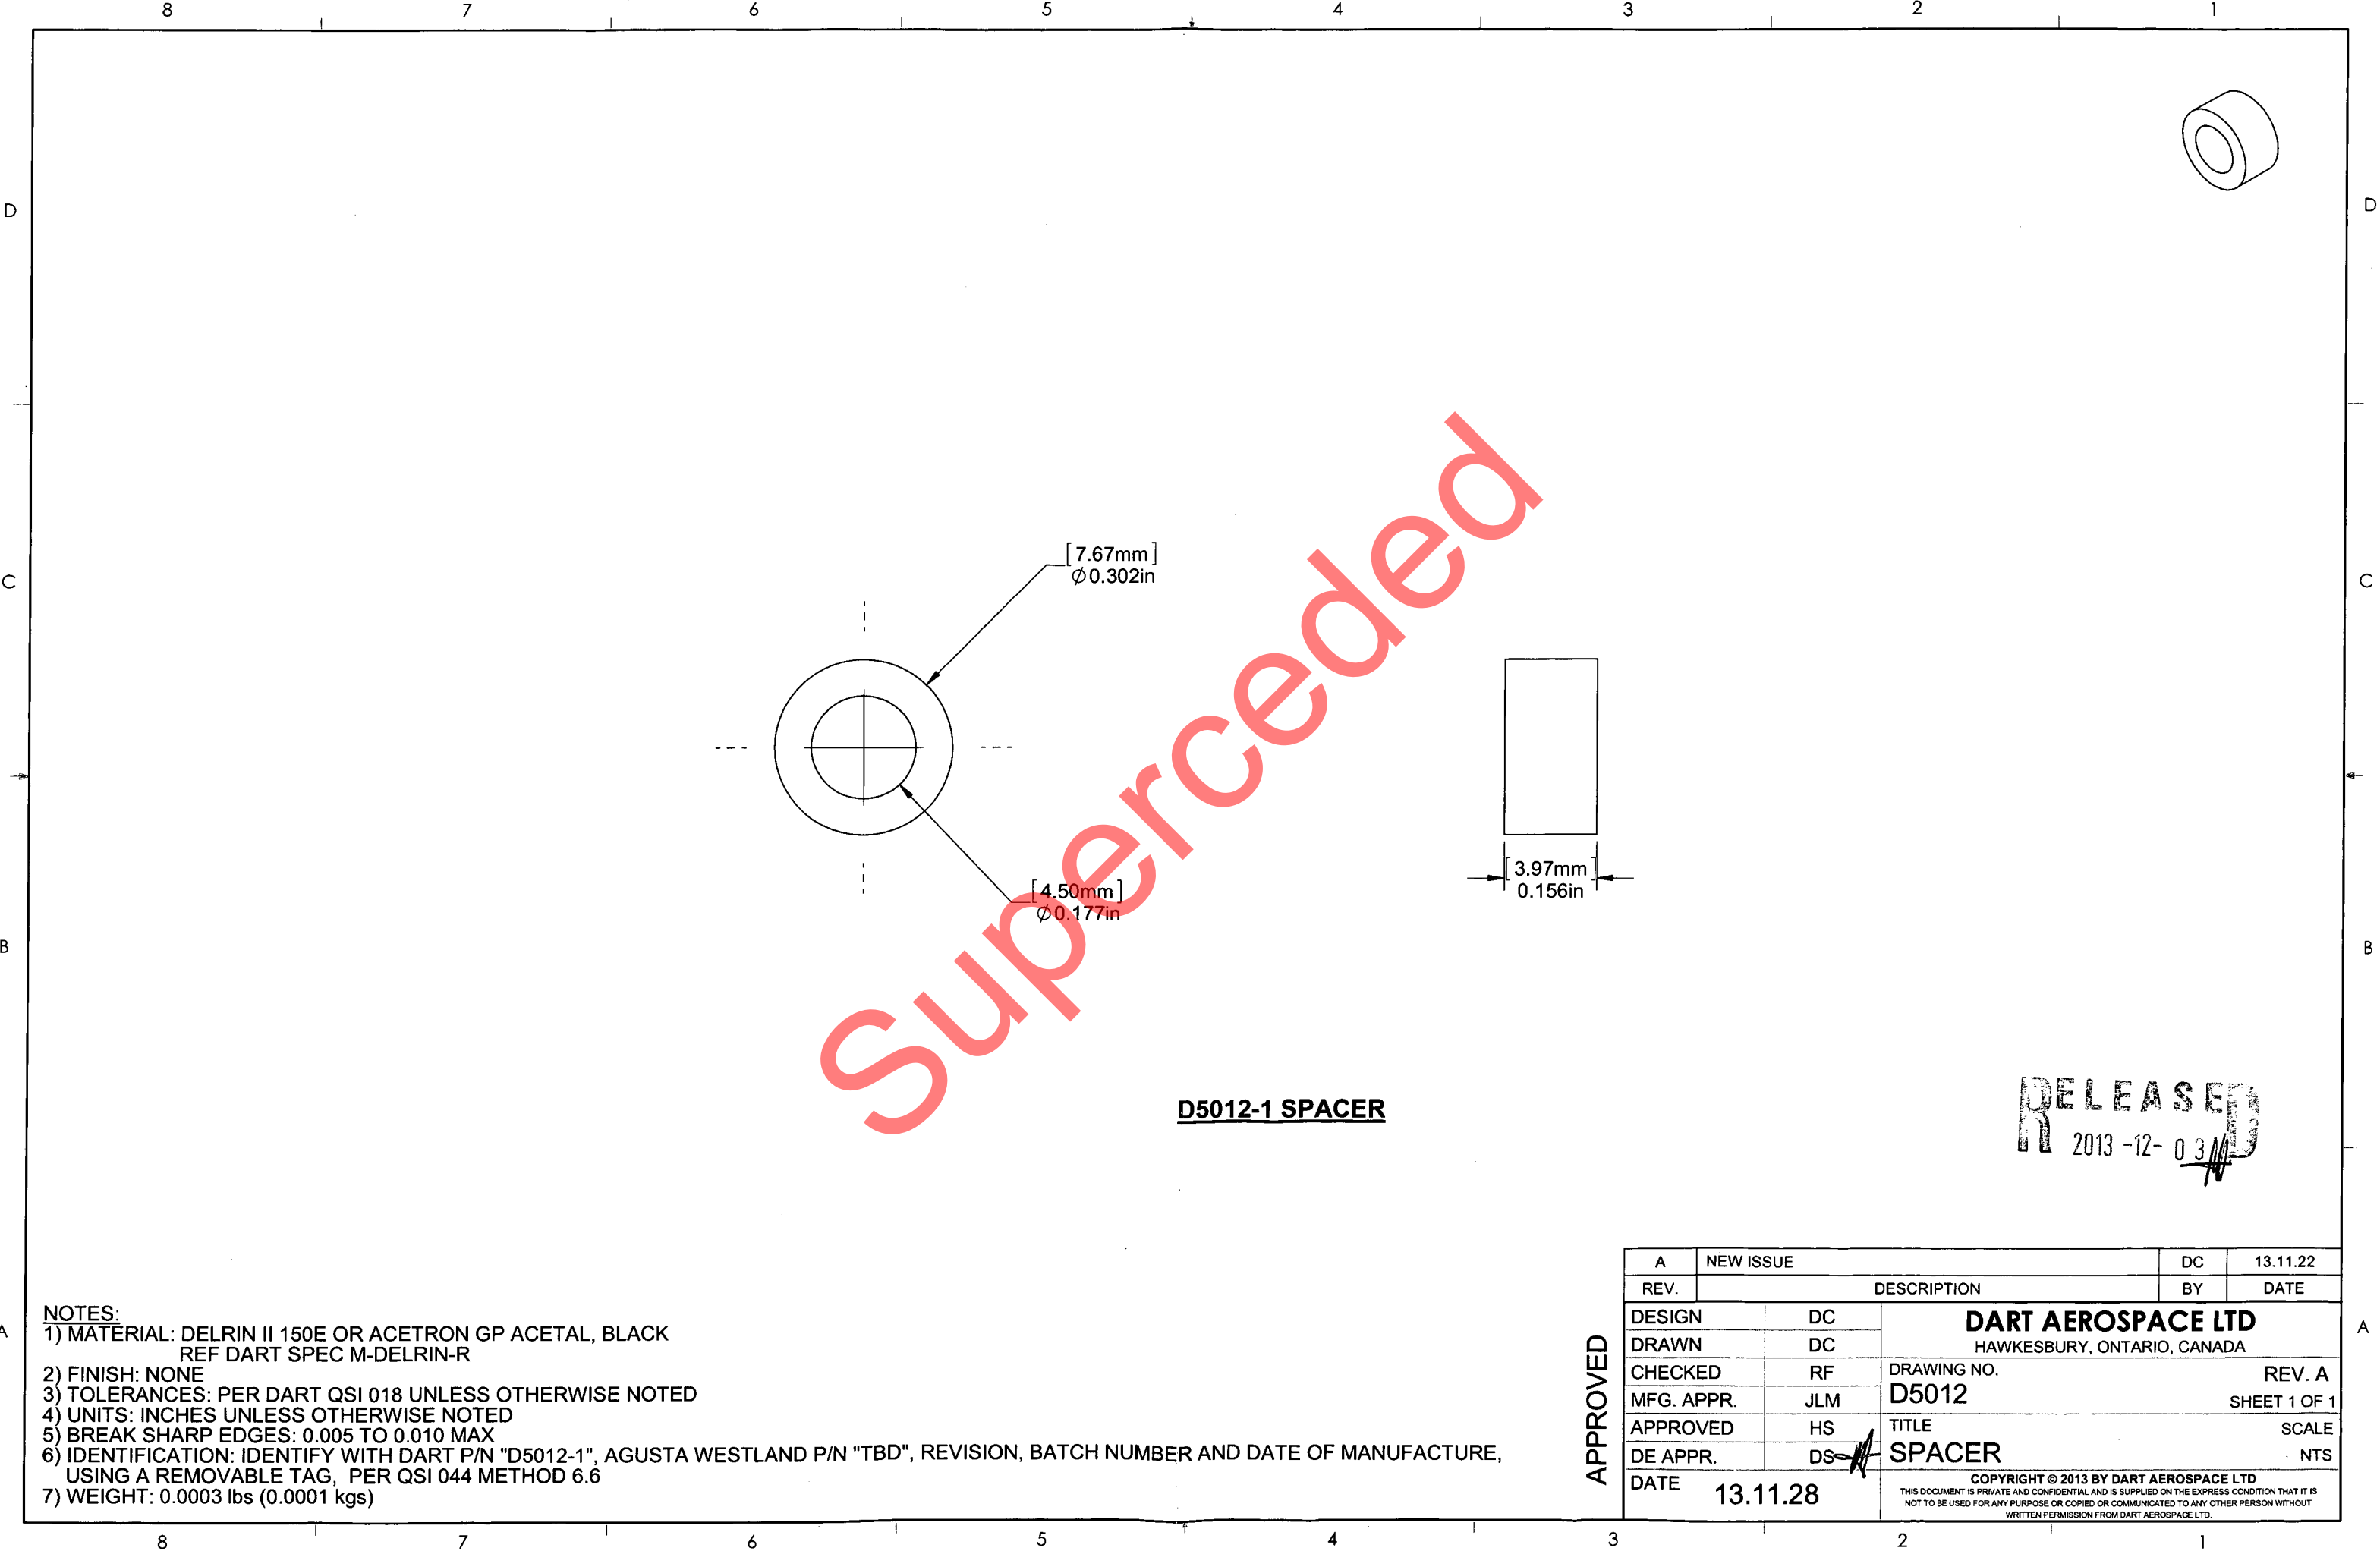 8 7 6 5 4 3 2 1
D D
[7.67mm]
Ø0.302in
C C
[3.97mm]
0.156in
[4.50mm]
Ø0.177in
B B
Superceded
D5012-1 SPACER
RELEASED
2013-12-03
NOTES:
1) MATERIAL: DELRIN II 150E OR ACETRON GP ACETAL, BLACK
REF DART SPEC M-DELRIN-R
2) FINISH: NONE
3) TOLERANCES: PER DART QSI 018 UNLESS OTHERWISE NOTED
4) UNITS: INCHES UNLESS OTHERWISE NOTED
5) BREAK SHARP EDGES: 0.005 TO 0.010 MAX
6) IDENTIFICATION: IDENTIFY WITH DART P/N "D5012-1", AGUSTA WESTLAND P/N "TBD", REVISION, BATCH NUMBER AND DATE OF MANUFACTURE,
USING A REMOVABLE TAG, PER QSI 044 METHOD 6.6
7) WEIGHT: 0.0003 lbs (0.0001 kgs)
A A
APPROVED
A NEW ISSUE DC 13.11.22
REV. DESCRIPTION BY DATE
DESIGN DC
DRAWN DC
CHECKED RF
MFG. APPR. JLM
APPROVED HS
DE APPR. DS
DATE 13.11.28
DART AEROSPACE LTD
HAWKESBURY, ONTARIO, CANADA
DRAWING NO. REV. A
D5012 SHEET 1 OF 1
TITLE SCALE
SPACER NTS
COPYRIGHT © 2013 BY DART AEROSPACE LTD
THIS DOCUMENT IS PRIVATE AND CONFIDENTIAL AND IS SUPPLIED ON THE EXPRESS CONDITION THAT IT IS
NOT TO BE USED FOR ANY PURPOSE OR COPIED OR COMMUNICATED TO ANY OTHER PERSON WITHOUT
WRITTEN PERMISSION FROM DART AEROSPACE LTD.
8 7 6 5 4 3 2 1